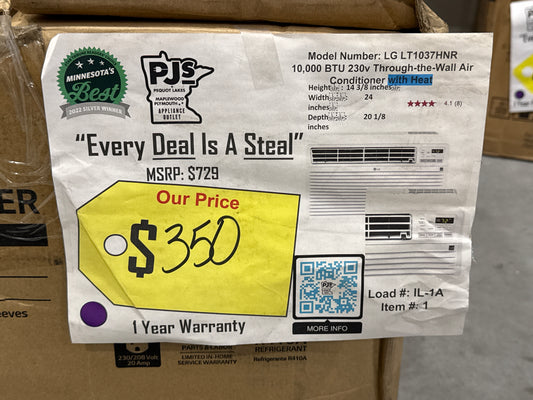 MINNESOTA'S
Best
2022 SILVER WINNER
PJS
PEQUOT LAKES
MAPLEWOOD
PLYMOUTH
APPLIANCE
OUTLET
Model Number: LG LT1037HNR
10,000 BTU 230v Through-the-Wall Air
Conditioner with Heat
Height : 14 3/8 inches
Width : 24
inches
Depth : 20 1/8
inches
★★★★ 4.1 (8)
"Every Deal Is A Steal"
MSRP: $729
Our Price
$350
1 Year Warranty
PJS
MORE INFO
Load #: IL-1A
Item #: 1
ER
eeves
230/208 Volts
20 Amp
PARTS & LABOR
LIMITED IN-HOME
SERVICE WARRANTY
REFRIGERANT
Refrigerante R410A
1 Year